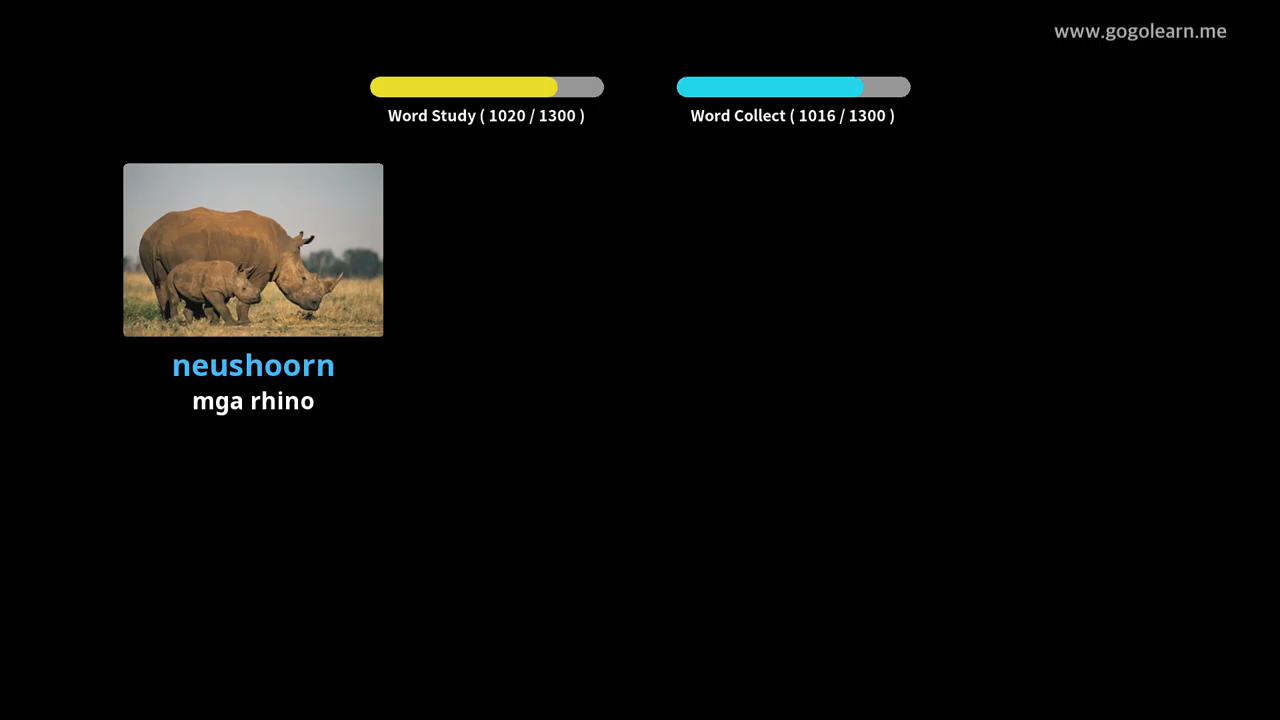 www.gogolearn.me
Word Study ( 1020 / 1300 )
Word Collect ( 1016 / 1300 )
neushoorn
mga rhino